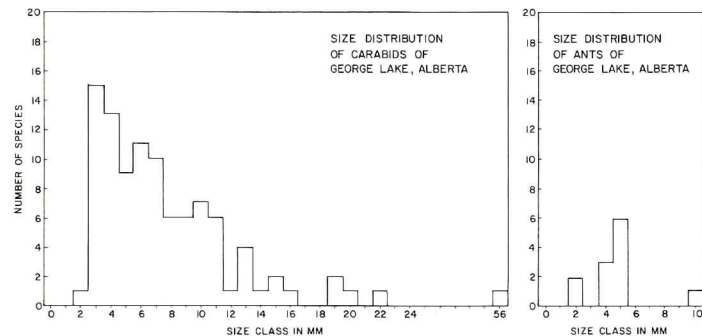 SIZE DISTRIBUTION
OF CARABIDS OF
GEORGE LAKE, ALBERTA
NUMBER OF SPECIES
20
18
16
14
12
10
8
6
4
2
0
0 2 4 6 8 10 12 14 16 18 20 22 24 56
SIZE CLASS IN MM
SIZE DISTRIBUTION
OF ANTS OF
GEORGE LAKE, ALBERTA
20
18
16
14
12
10
8
6
4
2
0
0 2 4 6 8 10
SIZE CLASS IN MM